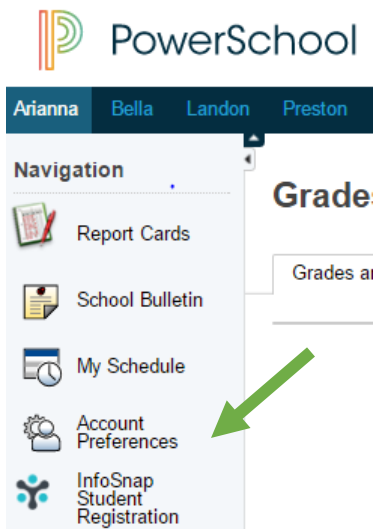 PowerSchool
Arianna Bella Landon Preston
Navigation
Grades
Report Cards
Grades a
School Bulletin
My Schedule
Account
Preferences
InfoSnap
Student
Registration